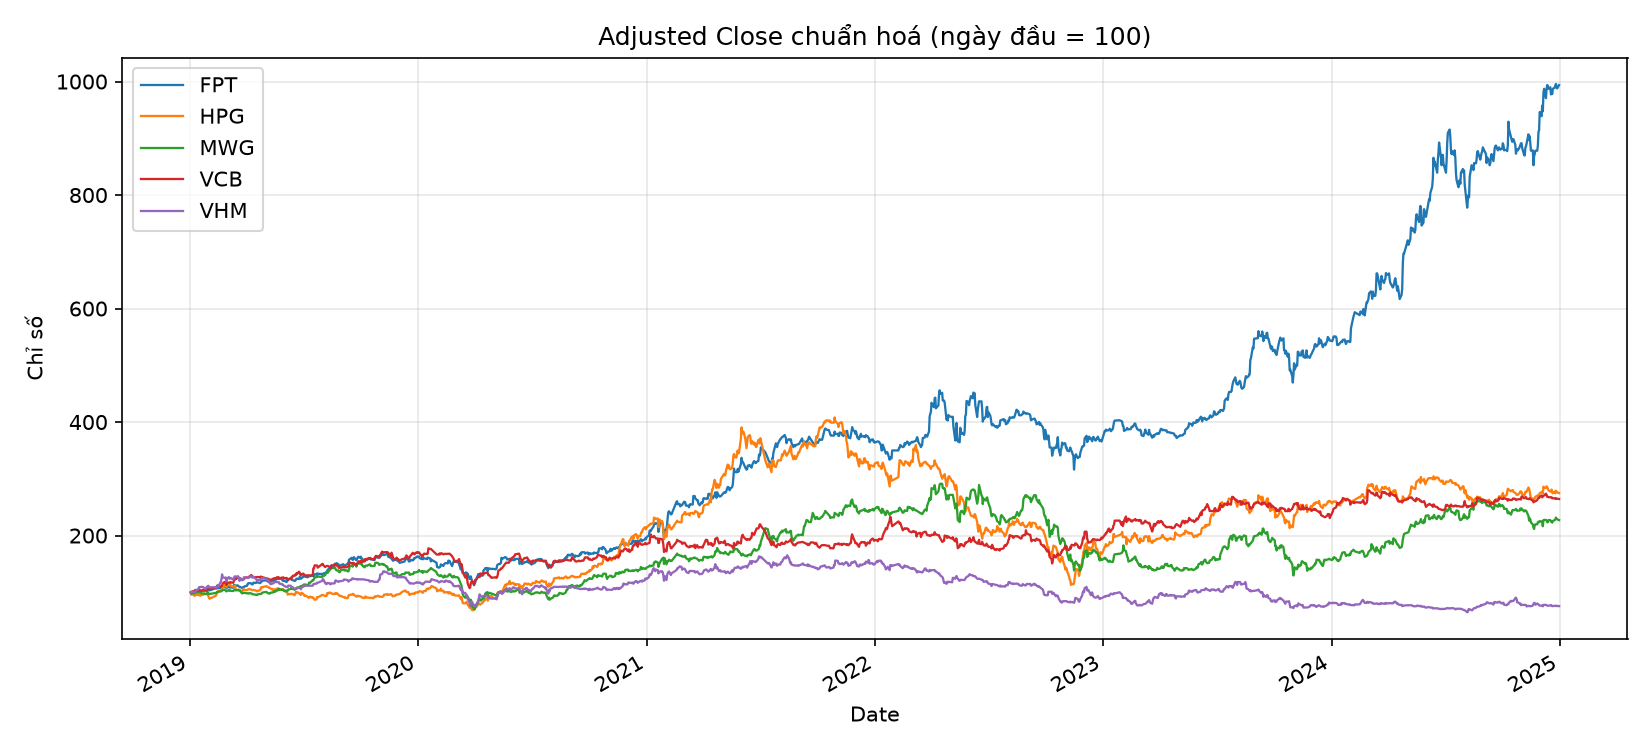 Adjusted Close chuẩn hoá (ngày đầu = 100)
FPT
HPG
MWG
VCB
VHM
Chỉ số
1000
800
600
400
200
2019
2020
2021
2022
2023
2024
2025
Date